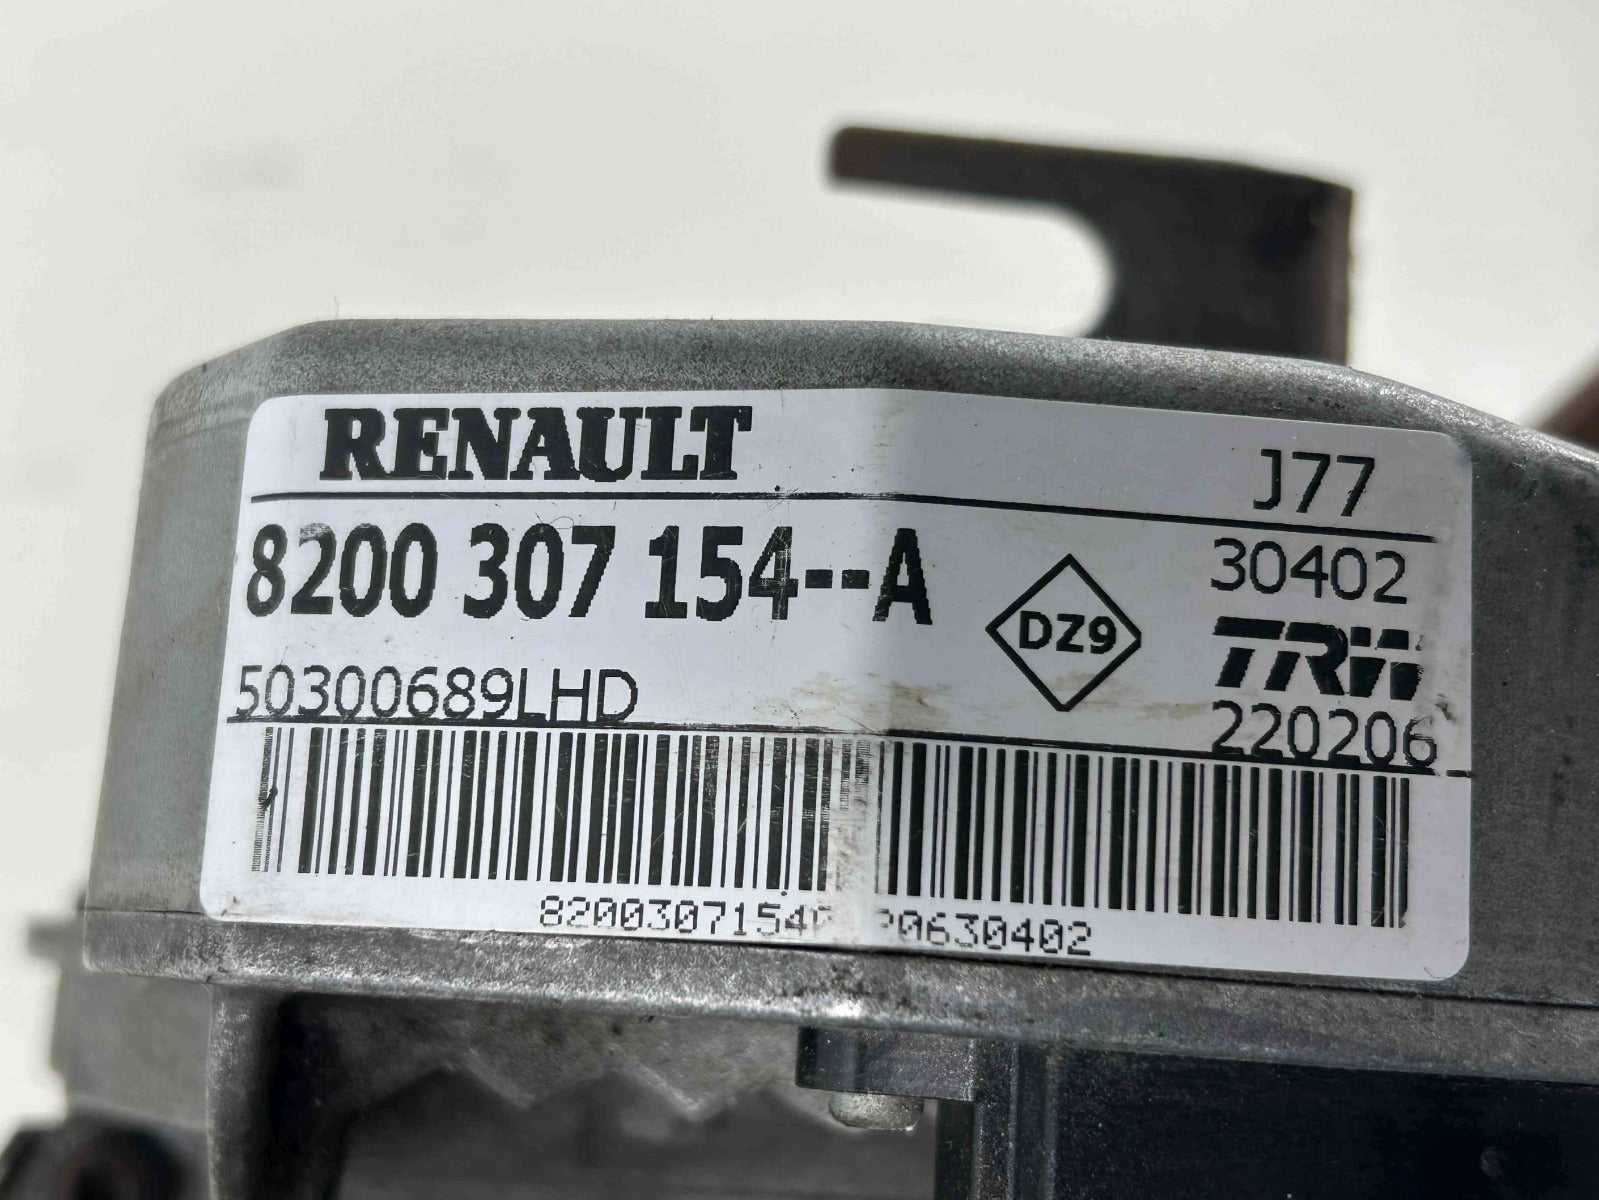 RENAULT
J77
8200 307 154--A
DZ9
30402
TRW
50300689LHD
220206